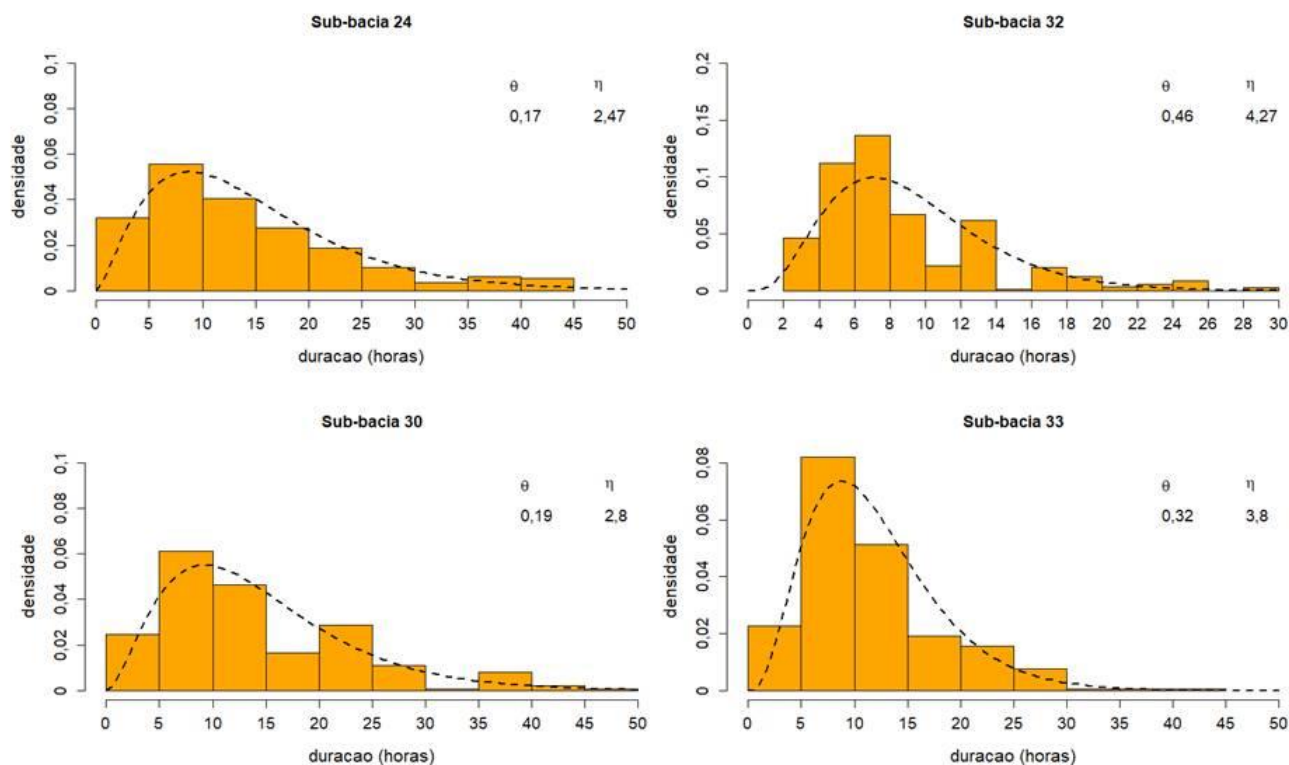 Sub-bacia 24
densidade
0,1
0,08
0,06
0,04
0,02
0
θ η
0,17 2,47
0 5 10 15 20 25 30 35 40 45 50
duracao (horas)
Sub-bacia 32
densidade
0,2
0,15
0,1
0,05
0
θ η
0,46 4,27
0 2 4 6 8 10 12 14 16 18 20 22 24 26 28 30
duracao (horas)
Sub-bacia 30
densidade
0,1
0,08
0,06
0,04
0,02
0
θ η
0,19 2,8
0 5 10 15 20 25 30 35 40 45 50
duracao (horas)
Sub-bacia 33
densidade
0,08
0,06
0,04
0,02
0
θ η
0,32 3,8
0 5 10 15 20 25 30 35 40 45 50
duracao (horas)